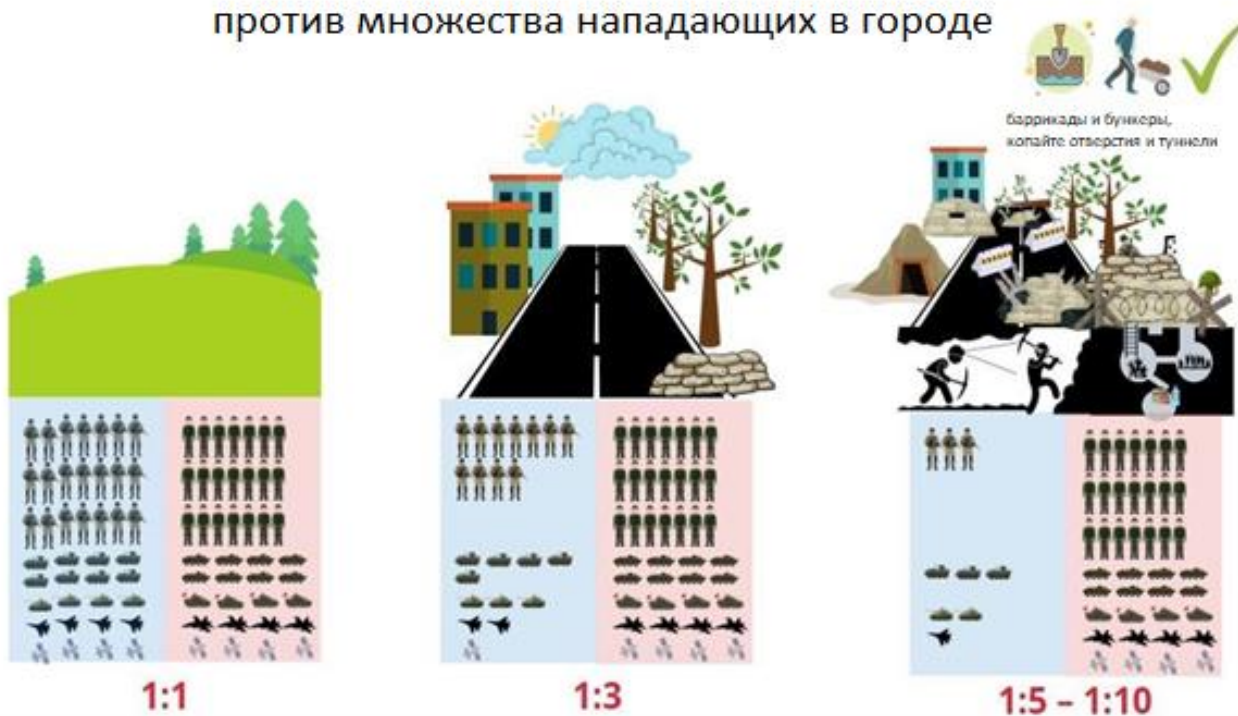 против множества нападающих в городе
баррикады и бункеры,
копайте отверстия и туннели
1:1
1:3
1:5 – 1:10